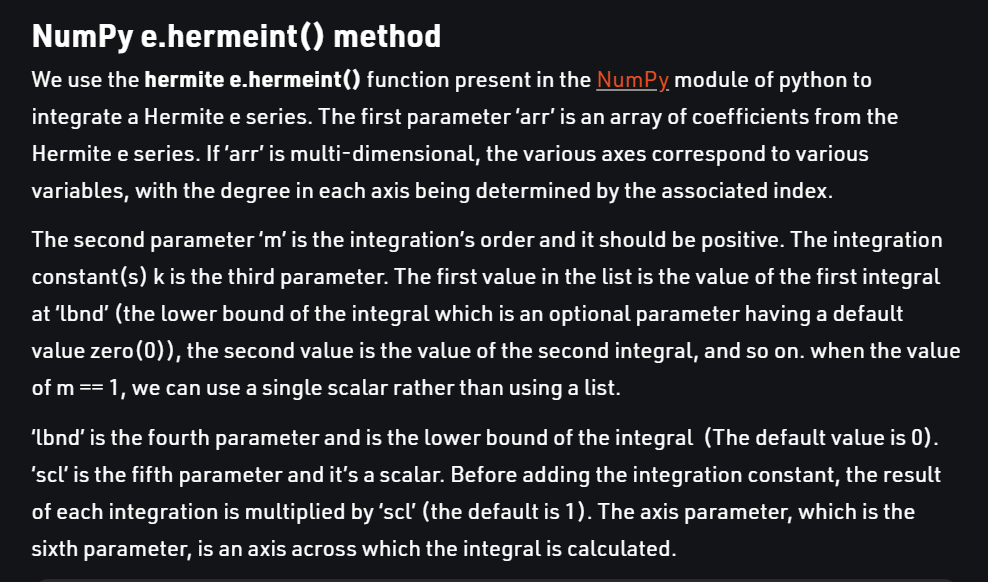 NumPy e.hermeint() method
We use the hermite e.hermeint() function present in the NumPy module of python to
integrate a Hermite e series. The first parameter ‘arr’ is an array of coefficients from the
Hermite e series. If ‘arr’ is multi-dimensional, the various axes correspond to various
variables, with the degree in each axis being determined by the associated index.
The second parameter ‘m’ is the integration’s order and it should be positive. The integration
constant(s) k is the third parameter. The first value in the list is the value of the first integral
at ‘lbnd’ (the lower bound of the integral which is an optional parameter having a default
value zero(0)), the second value is the value of the second integral, and so on. when the value
of m == 1, we can use a single scalar rather than using a list.
‘lbnd’ is the fourth parameter and is the lower bound of the integral  (The default value is 0).
‘scl’ is the fifth parameter and it’s a scalar. Before adding the integration constant, the result
of each integration is multiplied by ‘scl’ (the default is 1). The axis parameter, which is the
sixth parameter, is an axis across which the integral is calculated.